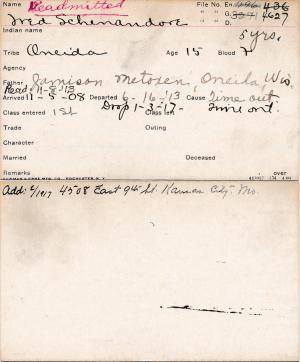 Readmitted
Name Ned Schenandore File No. En. 436
D. 4627
Indian name 5 yrs.
Tribe Oneida Age 15 Blood
Agency
Father Jamison Metoxen, Oneida, Wis.
Read. 11-8-'13
Arrived 11-5-08 Departed 6-16-'13 Cause Time out
Drop 1-3-'17. Time out.
Class entered 1st Class left
Trade Outing
Character
Married Deceased
Remarks
Add: 4508 East 9th St. Kansas City, Mo.